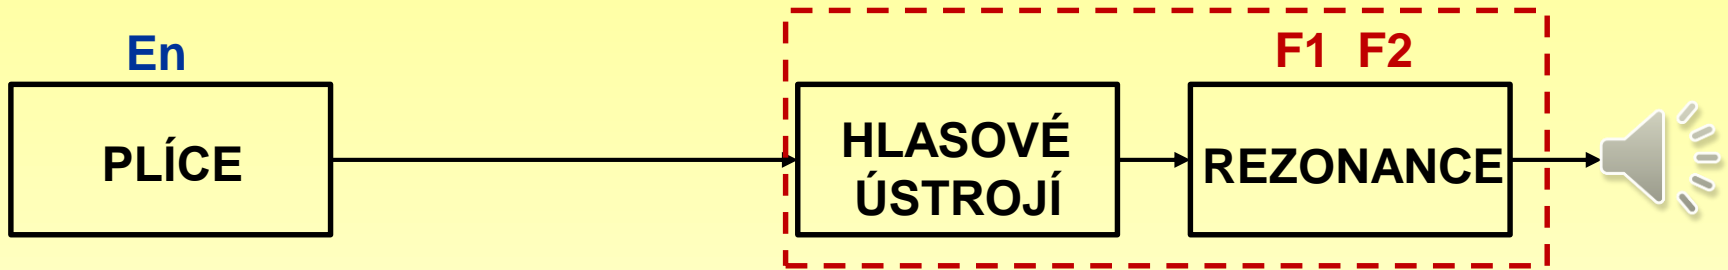 En
PLÍCE
HLASOVÉ
ÚSTROJÍ
F1 F2
REZONANCE